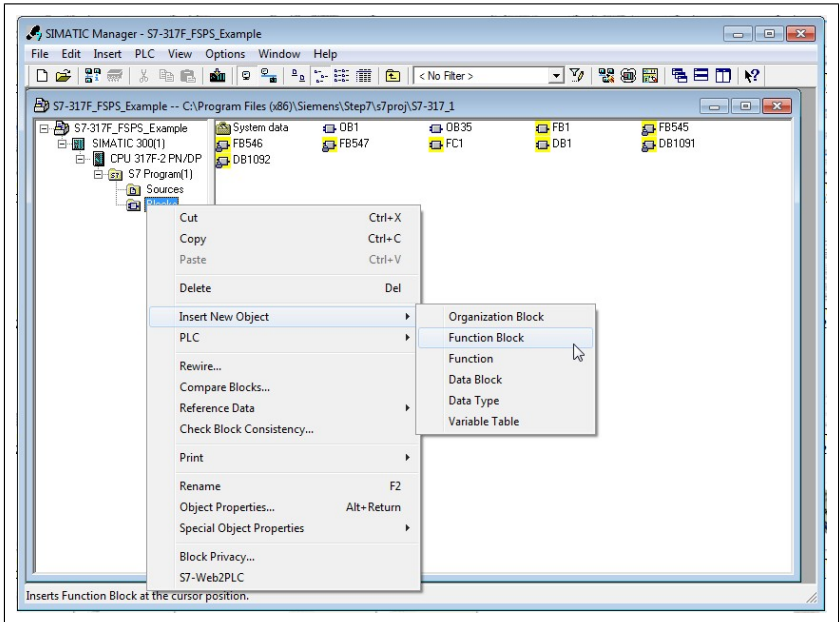 SIMATIC Manager - S7-317F_FSPS_Example
File Edit Insert PLC View Options Window Help
< No Filter >
S7-317F_FSPS_Example -- C:\Program Files (x86)\Siemens\Step7\s7proj\S7-317_1
S7-317F_FSPS_Example
SIMATIC 300(1)
CPU 317F-2 PN/DP
S7 Program(1)
Sources
Blocks
System data OB1 OB35 FB1 FB545
FB546 FB547 FC1 DB1 DB1091
DB1092
Cut Ctrl+X
Copy Ctrl+C
Paste Ctrl+V
Delete Del
Insert New Object
PLC
Rewire...
Compare Blocks...
Reference Data
Check Block Consistency...
Print
Rename F2
Object Properties... Alt+Return
Special Object Properties
Block Privacy...
S7-Web2PLC
Organization Block
Function Block
Function
Data Block
Data Type
Variable Table
Inserts Function Block at the cursor position.